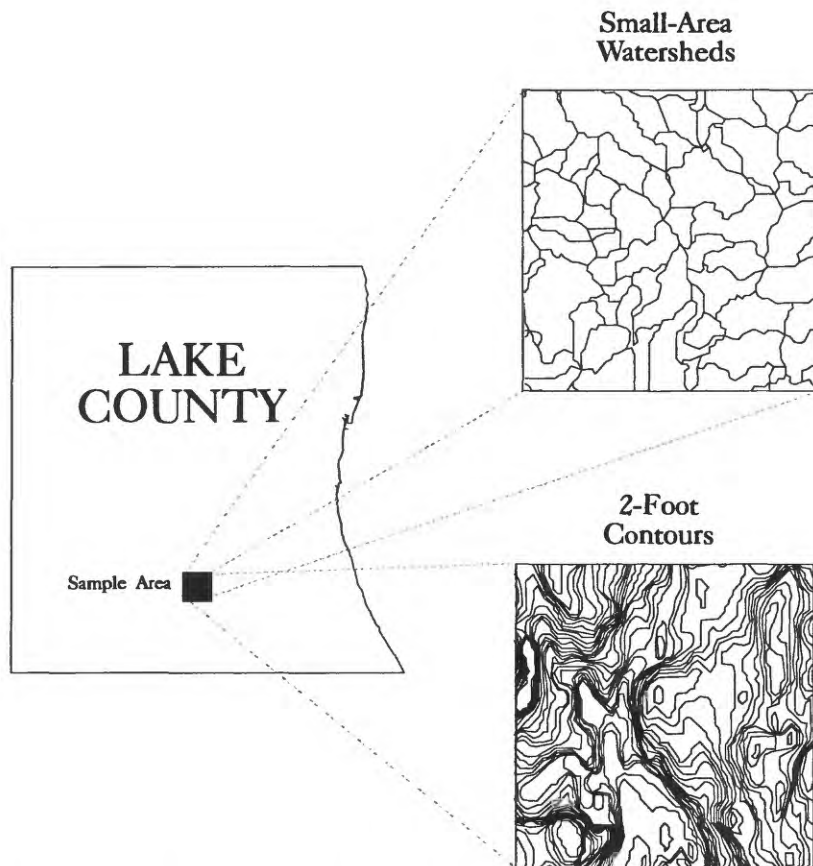 Small-Area
Watersheds
LAKE
COUNTY
2-Foot
Contours
Sample Area